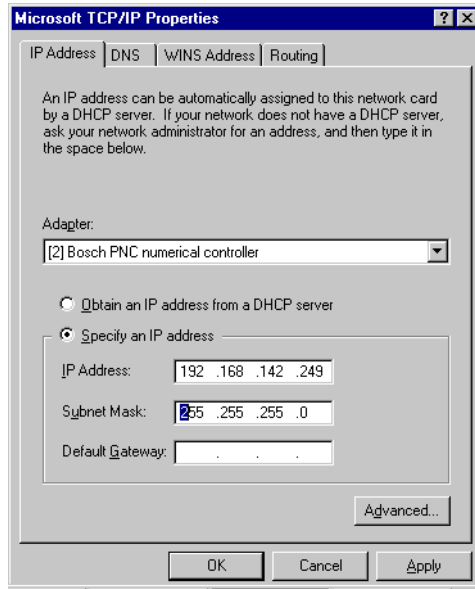 Microsoft TCP/IP Properties ? X
IP Address DNS WINS Address Routing
An IP address can be automatically assigned to this network card
by a DHCP server. If your network does not have a DHCP server,
ask your network administrator for an address, and then type it in
the space below.
Adapter:
[2] Bosch PNC numerical controller
Obtain an IP address from a DHCP server
Specify an IP address
IP Address: 192 .168 .142 .249
Subnet Mask: 255 .255 .255 .0
Default Gateway: . . .
Advanced...
OK Cancel Apply